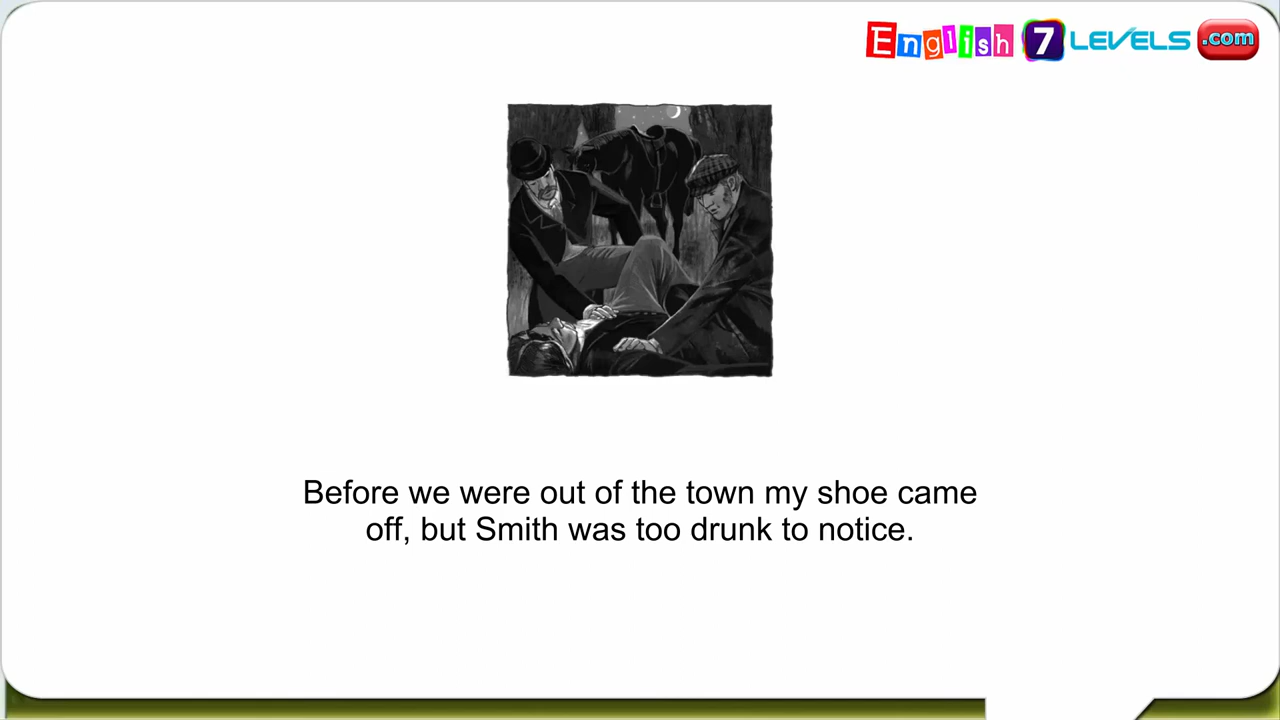 English 7 LEVELS .com
Before we were out of the town my shoe came
off, but Smith was too drunk to notice.